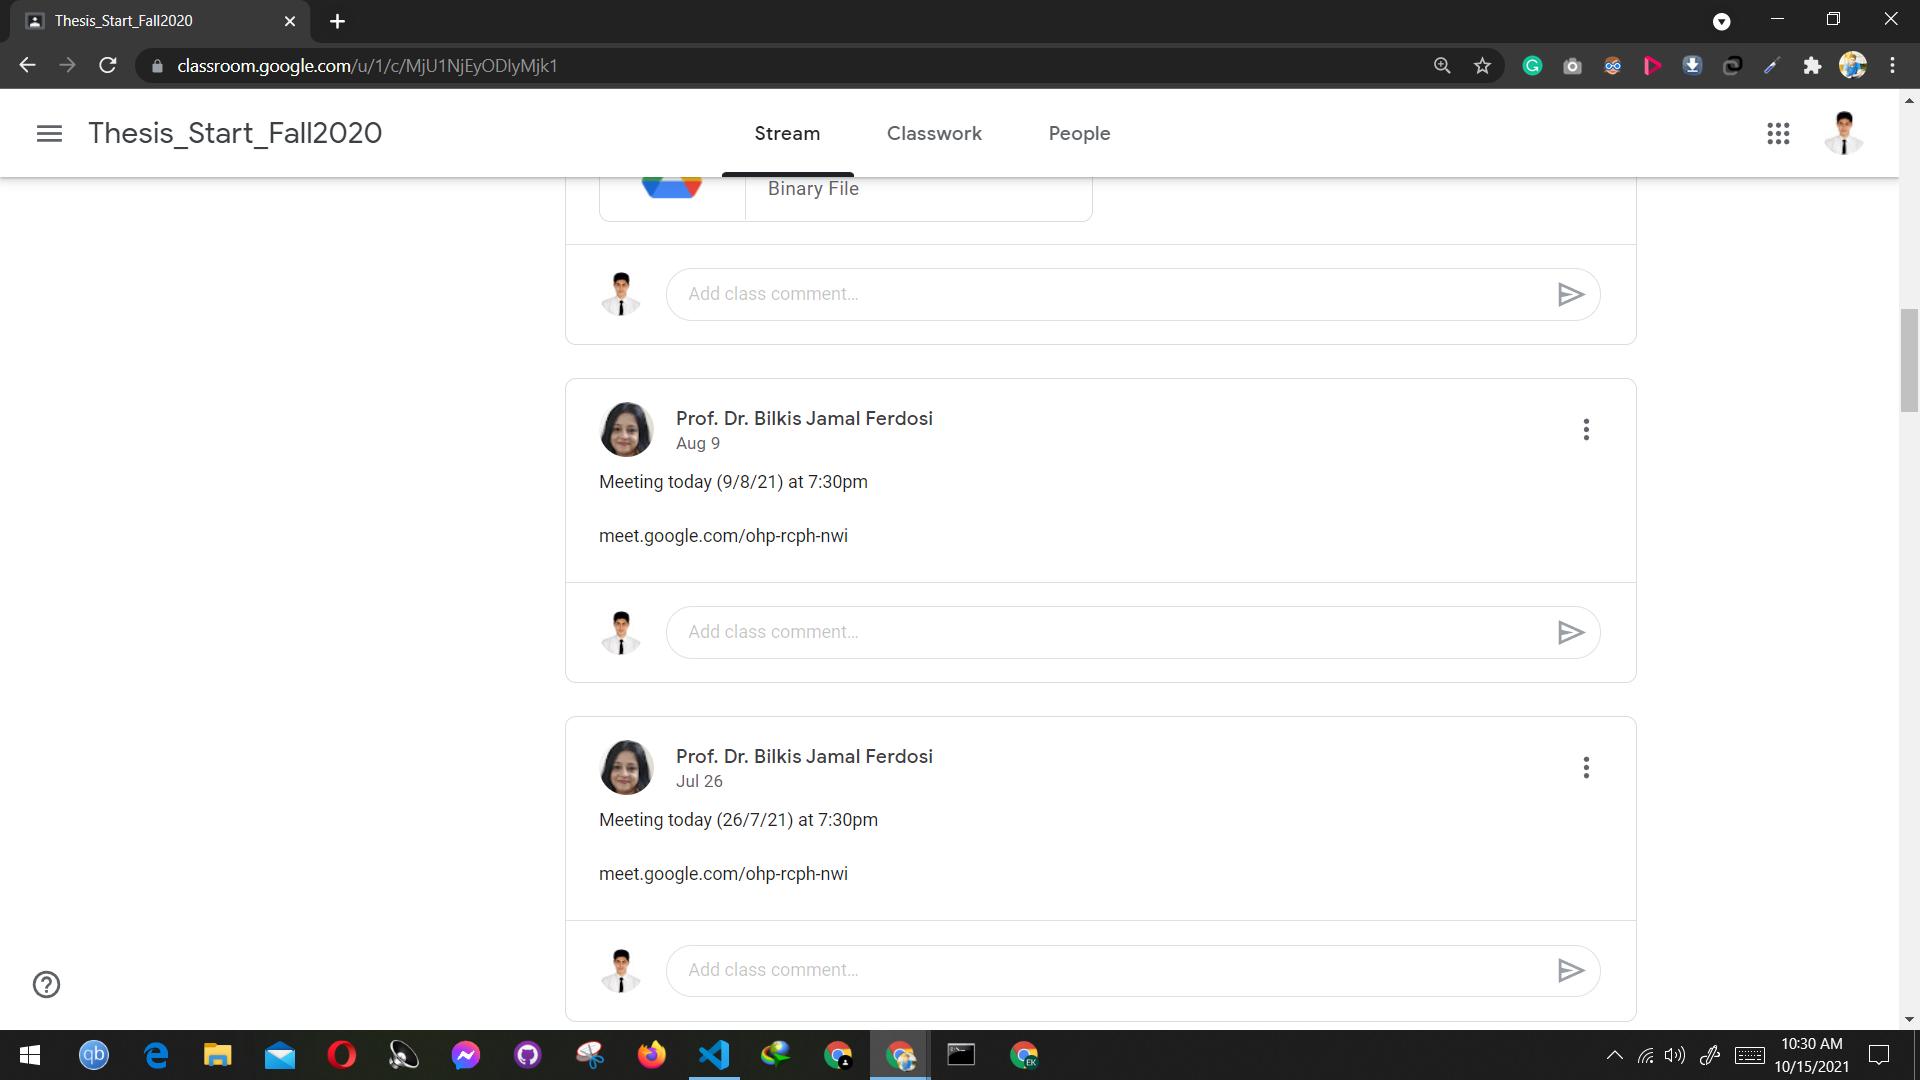 Thesis_Start_Fall2020
classroom.google.com/u/1/c/MjU1NjEyODIyMjk1
Thesis_Start_Fall2020
Stream
Classwork
People
Binary File
Add class comment...
Prof. Dr. Bilkis Jamal Ferdosi
Aug 9
Meeting today (9/8/21) at 7:30pm
meet.google.com/ohp-rcph-nwi
Add class comment...
Prof. Dr. Bilkis Jamal Ferdosi
Jul 26
Meeting today (26/7/21) at 7:30pm
meet.google.com/ohp-rcph-nwi
Add class comment...
qb
EK
10:30 AM
10/15/2021